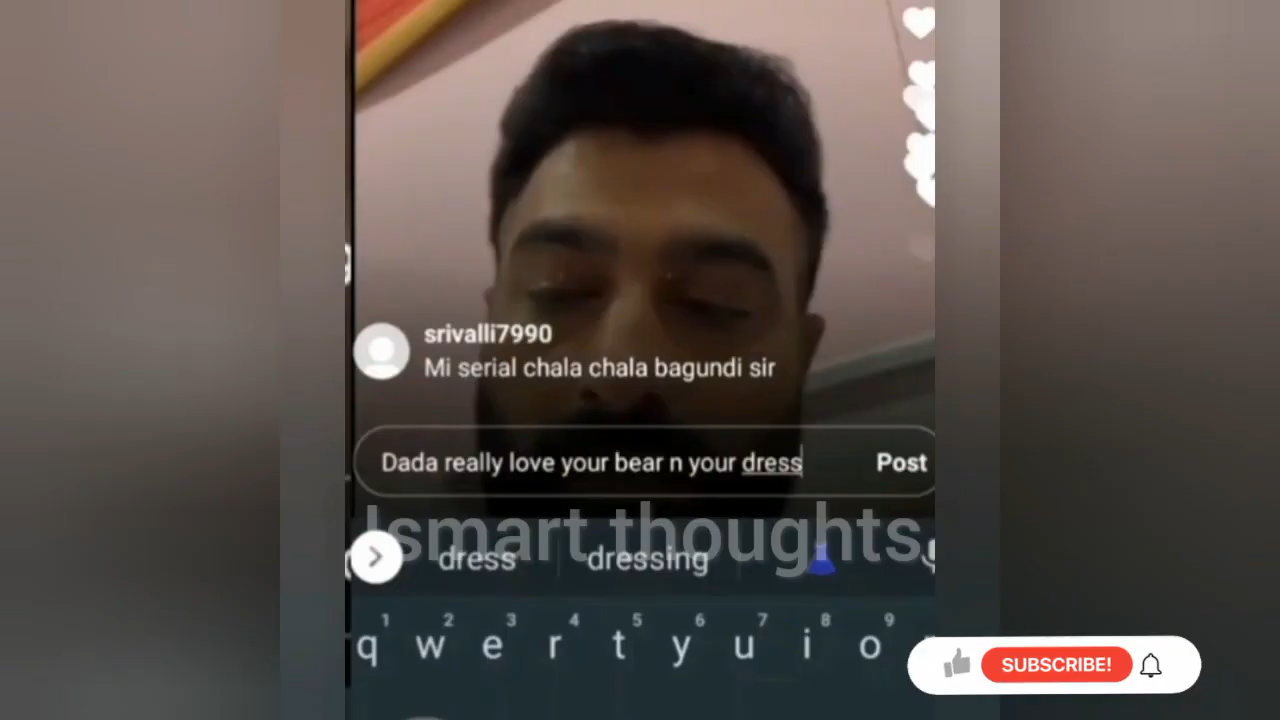 srivalli7990
Mi serial chala chala bagundi sir
Dada really love your bear n your dress
Post
Ismart thoughts
dress
dressing
1 2 3 4 5 6 7 8 9
q w e r t y u i o
SUBSCRIBE!